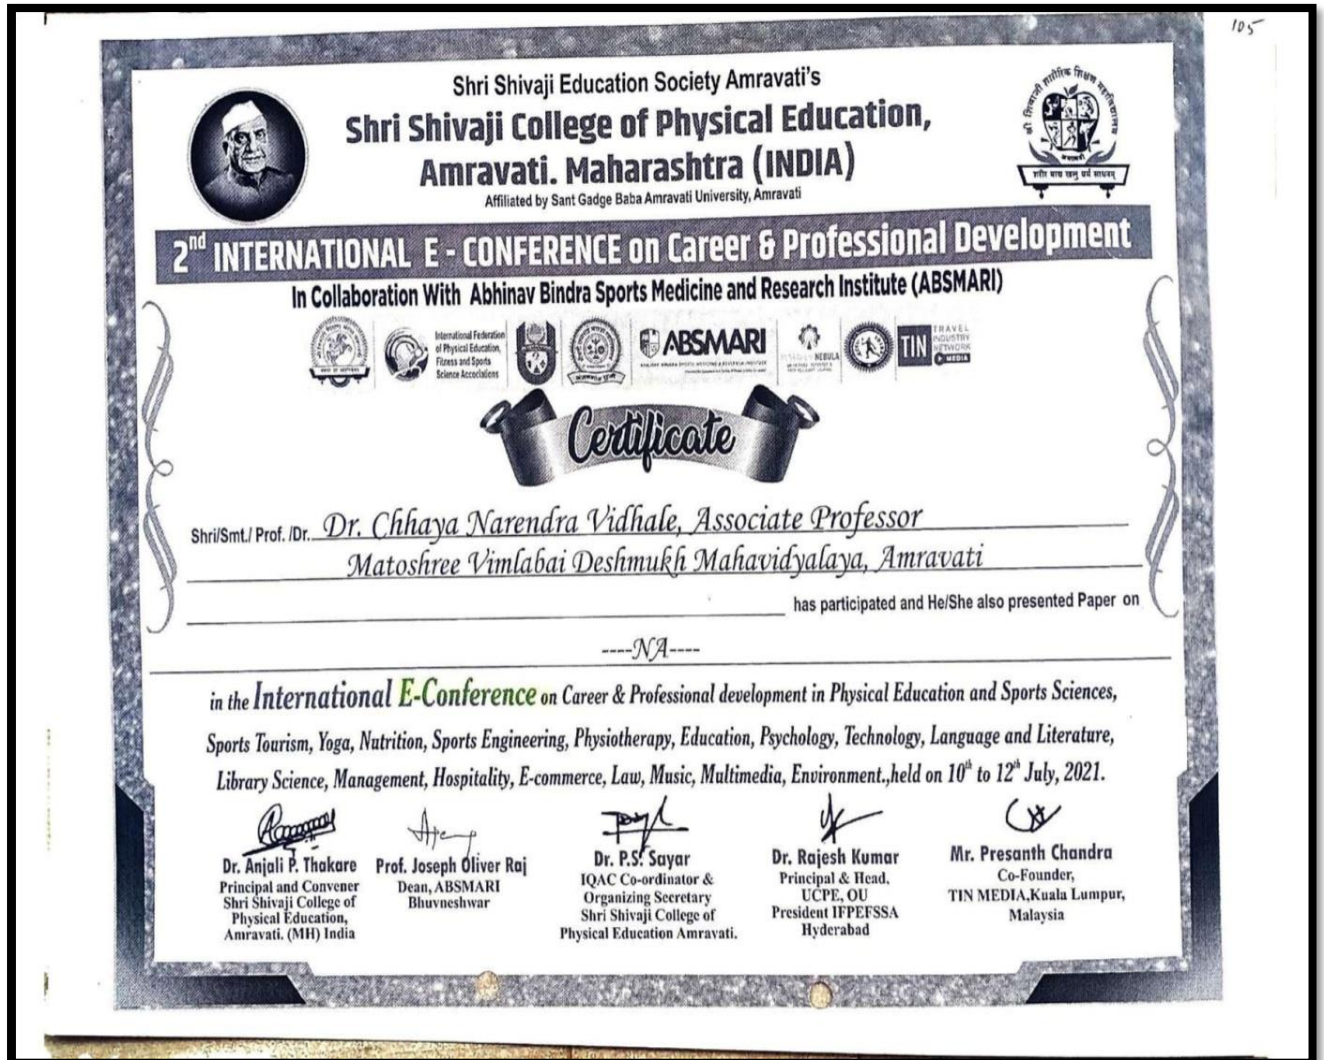 105
Shri Shivaji Education Society Amravati's
Shri Shivaji College of Physical Education,
Amravati. Maharashtra (INDIA)
Affiliated by Sant Gadge Baba Amravati University, Amravati
श्री शिवाजी शारीरिक शिक्षण महाविद्यालय
अमरावती
2nd INTERNATIONAL E - CONFERENCE on Career & Professional Development
In Collaboration With Abhinav Bindra Sports Medicine and Research Institute (ABSMARI)
International Federation
of Physical Education,
Fitness and Sports
Science Associations
ABSMARI
NEBULA
TIN
TRAVEL
INDUSTRY
NETWORK
MEDIA
Certificate
Shri/Smt./ Prof. /Dr. Dr. Chhaya Narendra Vidhale, Associate Professor
Matoshree Vimlabai Deshmukh Mahavidyalaya, Amravati
has participated and He/She also presented Paper on
----NA----
in the International E-Conference on Career & Professional development in Physical Education and Sports Sciences,
Sports Tourism, Yoga, Nutrition, Sports Engineering, Physiotherapy, Education, Psychology, Technology, Language and Literature,
Library Science, Management, Hospitality, E-commerce, Law, Music, Multimedia, Environment.,held on 10th to 12th July, 2021.
Dr. Anjali P. Thakare
Principal and Convener
Shri Shivaji College of
Physical Education,
Amravati. (MH) India
Prof. Joseph Oliver Raj
Dean, ABSMARI
Bhuvneshwar
Dr. P.S. Sayar
IQAC Co-ordinator &
Organizing Secretary
Shri Shivaji College of
Physical Education Amravati.
Dr. Rajesh Kumar
Principal & Head,
UCPE, OU
President IFPEFSSA
Hyderabad
Mr. Presanth Chandra
Co-Founder,
TIN MEDIA,Kuala Lumpur,
Malaysia